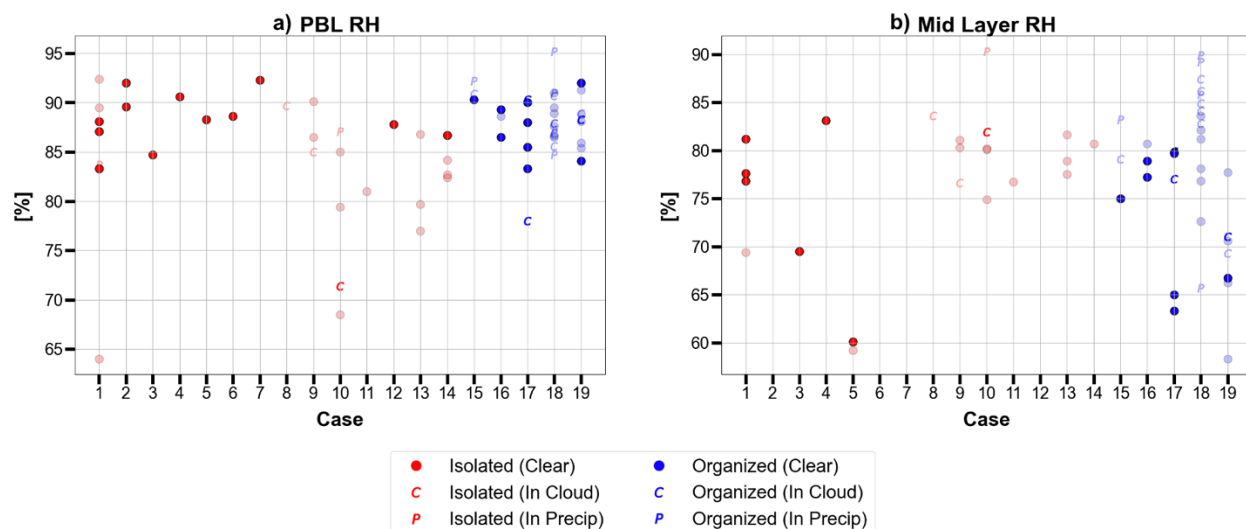 a) PBL RH
95
90
85
80
75
70
65
[%]
1 2 3 4 5 6 7 8 9 10 11 12 13 14 15 16 17 18 19
Case
b) Mid Layer RH
90
85
80
75
70
65
60
[%]
1 2 3 4 5 6 7 8 9 10 11 12 13 14 15 16 17 18 19
Case
Isolated (Clear)
C Isolated (In Cloud)
P Isolated (In Precip)
Organized (Clear)
C Organized (In Cloud)
P Organized (In Precip)